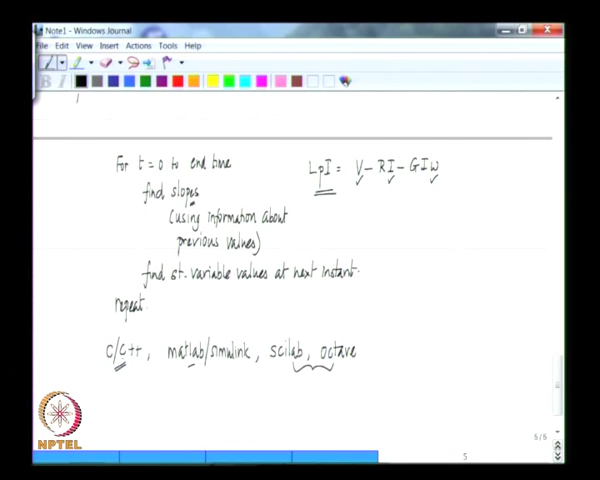 Note1 - Windows Journal
File Edit View Insert Actions Tools Help
For t = 0 to end time
find slopes
(using information about
previous values)
find st. variable values at next instant.
repeat.
LpI = V - RI - GIw
C/C++, matlab/simulink, scilab, octave
NPTEL
5/5
5